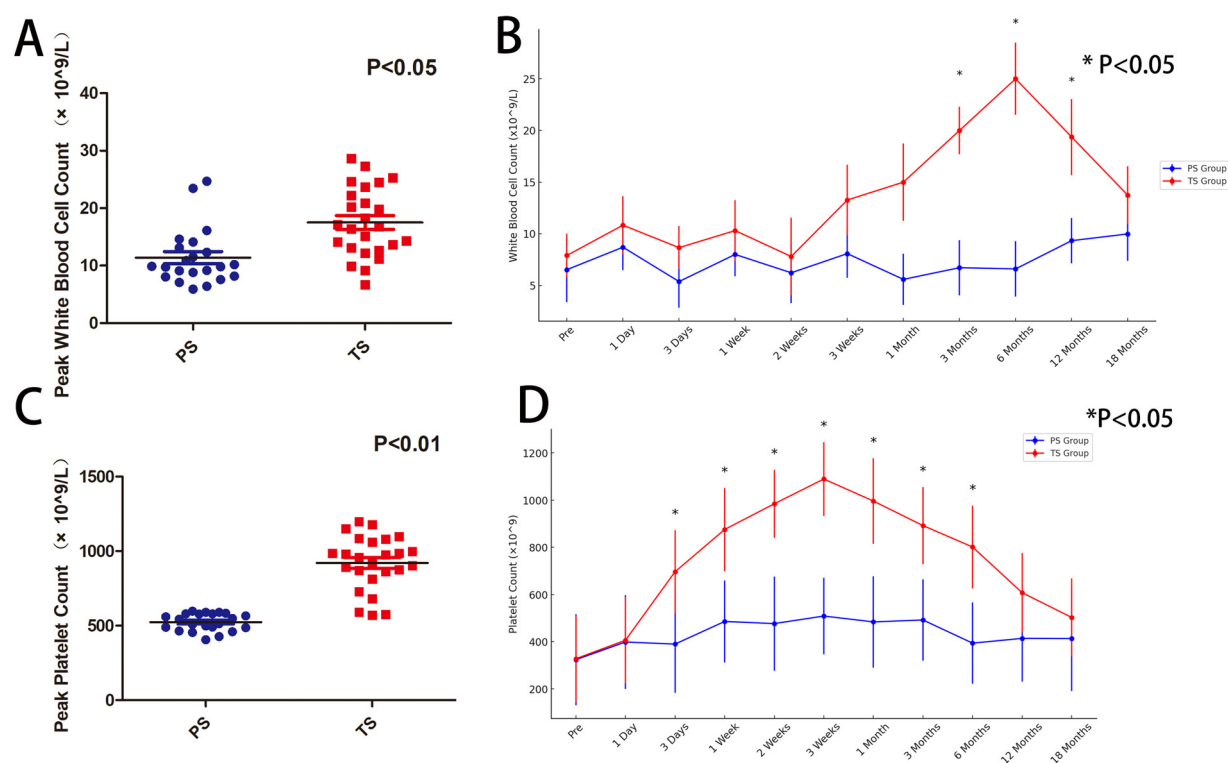 A
P<0.05
Peak White Blood Cell Count (× 10^9/L)
40
30
20
10
0
PS
TS
B
* P<0.05
White Blood Cell Count (x10^9/L)
25
20
15
10
5
*
*
*
PS Group
TS Group
Pre
1 Day
3 Days
1 Week
2 Weeks
3 Weeks
1 Month
3 Months
6 Months
12 Months
18 Months
C
P<0.01
Peak Platelet Count (× 10^9/L)
1500
1000
500
0
PS
TS
D
*P<0.05
Platelet Count (×10^9)
1200
1000
800
600
400
200
*
*
*
*
*
*
*
PS Group
TS Group
Pre
1 Day
3 Days
1 Week
2 Weeks
3 Weeks
1 Month
3 Months
6 Months
12 Months
18 Months